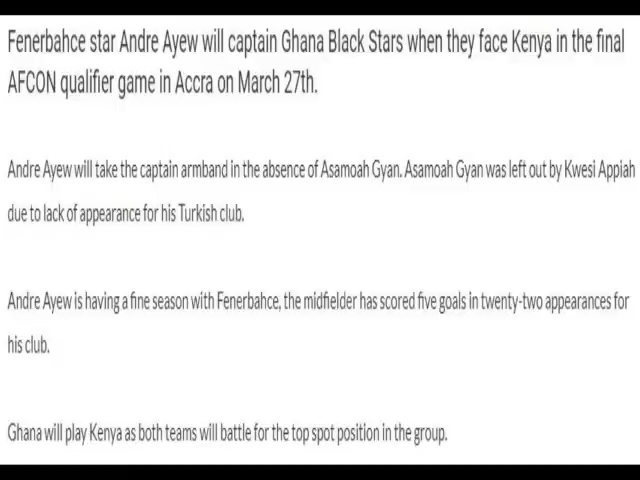 Fenerbahce star Andre Ayew will captain Ghana Black Stars when they face Kenya in the final
AFCON qualifier game in Accra on March 27th.
Andre Ayew will take the captain armband in the absence of Asamoah Gyan. Asamoah Gyan was left out by Kwesi Appiah
due to lack of appearance for his Turkish club.
Andre Ayew is having a fine season with Fenerbahce, the midfielder has scored five goals in twenty-two appearances for
his club.
Ghana will play Kenya as both teams will battle for the top spot position in the group.